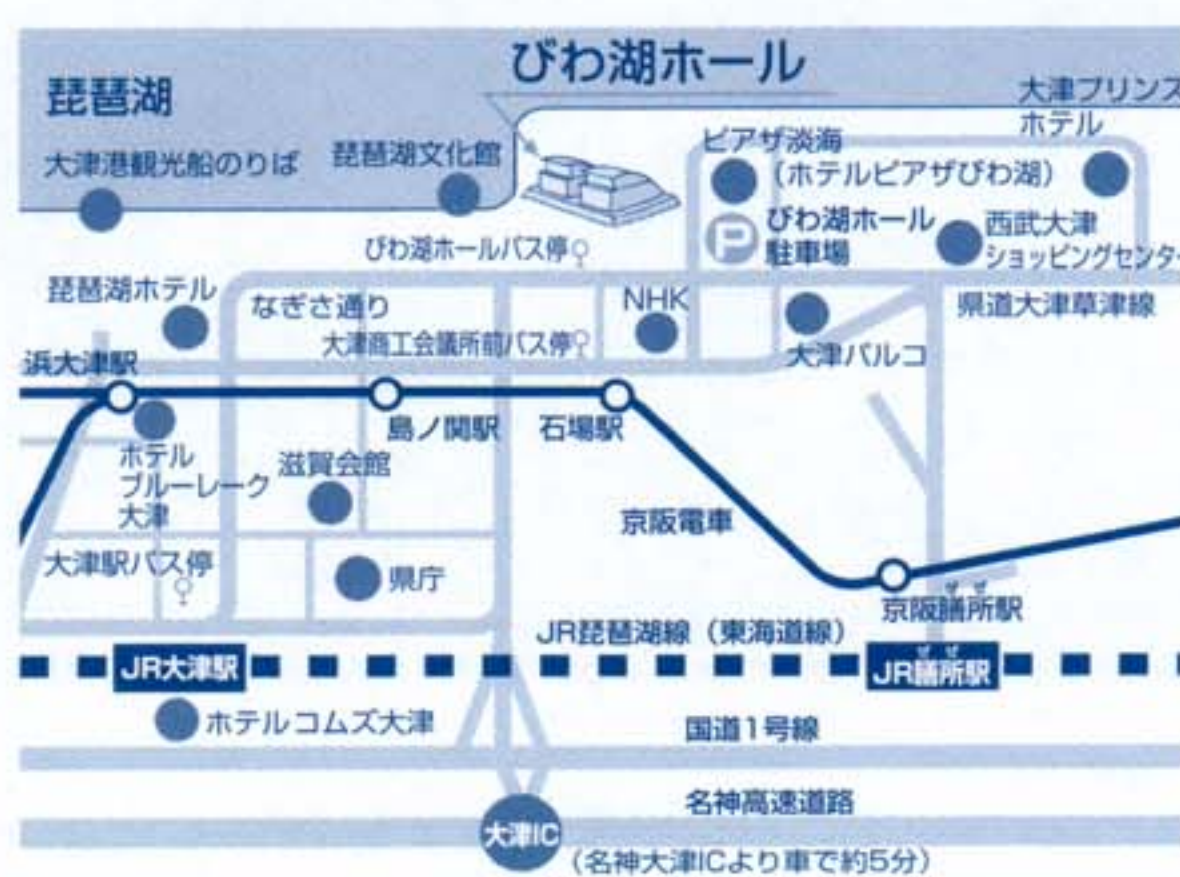 びわ湖ホール
琵琶湖
大津プリンス
ホテル
大津港観光船のりば
琵琶湖文化館
ピアザ淡海
(ホテルピアザびわ湖)
P
びわ湖ホール
駐車場
西武大津
ショッピングセンター
びわ湖ホールバス停
琵琶湖ホテル
なぎさ通り
NHK
県道大津草津線
大津商工会議所前バス停
大津パルコ
浜大津駅
島ノ関駅
石場駅
ホテル
ブルーレーク
大津
滋賀会館
京阪電車
大津駅バス停
県庁
ぜぜ
京阪膳所駅
JR琵琶湖線(東海道線)
JR大津駅
ぜぜ
JR膳所駅
ホテルコムズ大津
国道1号線
名神高速道路
大津IC
(名神大津ICより車で約5分)